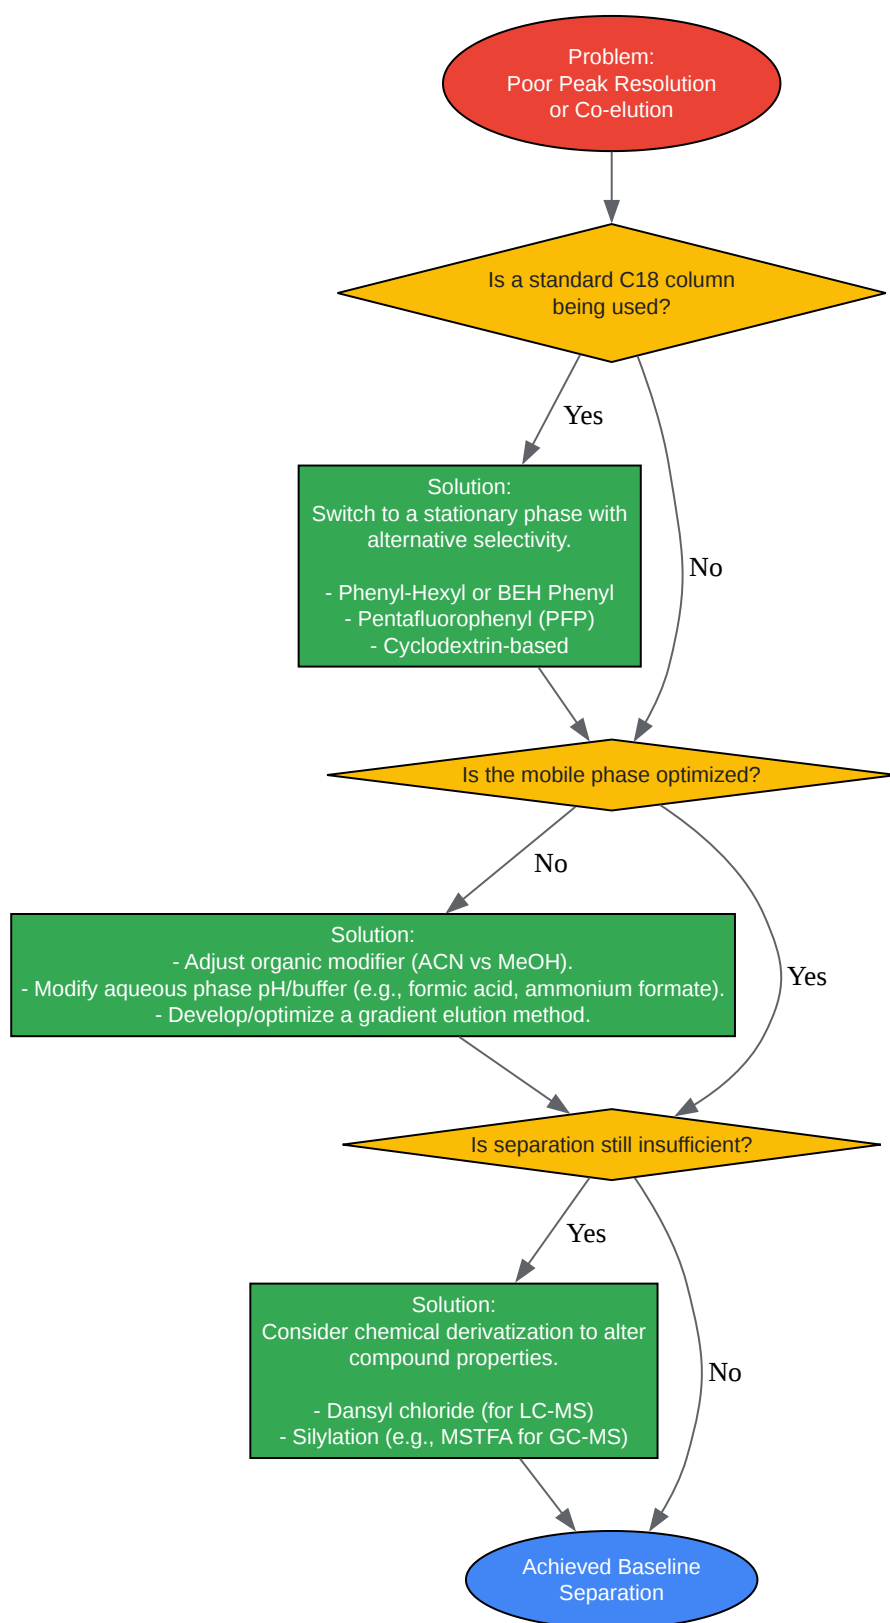 Problem:
Poor Peak Resolution
or Co-elution
Is a standard C18 column
being used?
Yes
Solution:
Switch to a stationary phase with
alternative selectivity.
- Phenyl-Hexyl or BEH Phenyl
- Pentafluorophenyl (PFP)
- Cyclodextrin-based
No
Is the mobile phase optimized?
No
Solution:
- Adjust organic modifier (ACN vs MeOH).
- Modify aqueous phase pH/buffer (e.g., formic acid, ammonium formate).
- Develop/optimize a gradient elution method.
Yes
Is separation still insufficient?
Yes
Solution:
Consider chemical derivatization to alter
compound properties.
- Dansyl chloride (for LC-MS)
- Silylation (e.g., MSTFA for GC-MS)
No
Achieved Baseline
Separation